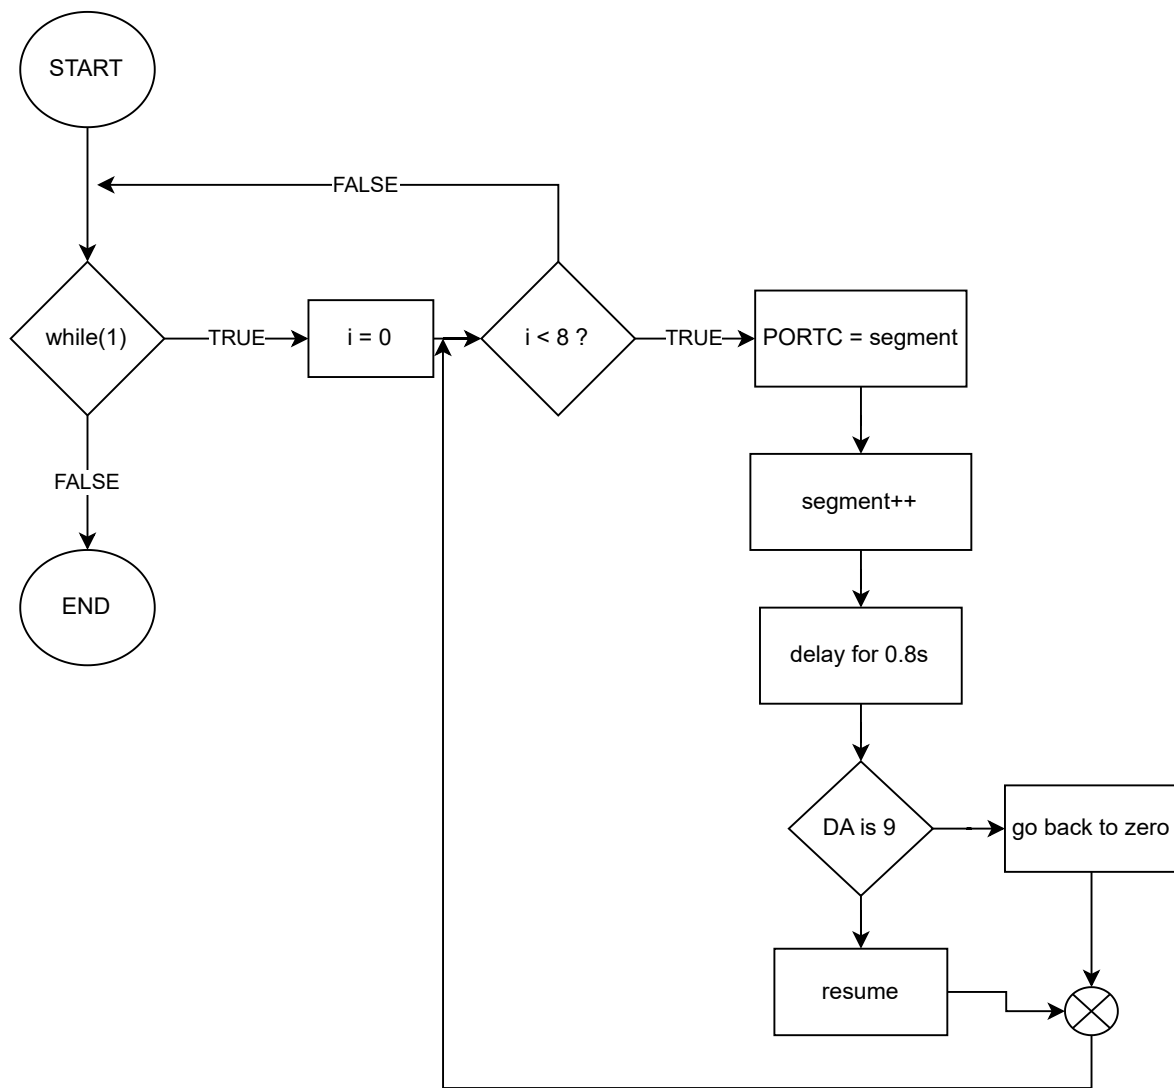 START
FALSE
while(1)
TRUE
i = 0
i < 8 ?
TRUE
PORTC = segment
FALSE
segment++
END
delay for 0.8s
DA is 9
go back to zero
resume